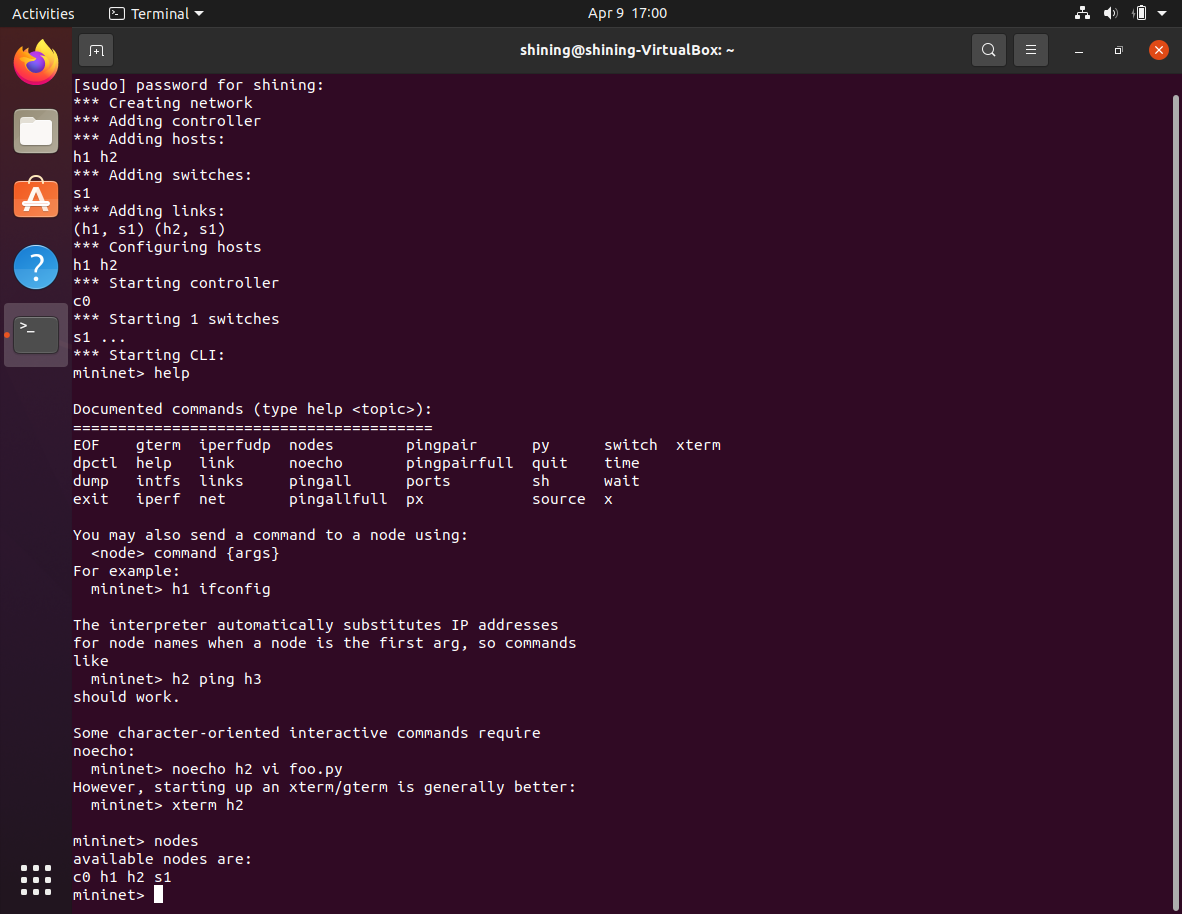 Activities Terminal Apr 9 17:00
shining@shining-VirtualBox: ~
[sudo] password for shining:
*** Creating network
*** Adding controller
*** Adding hosts:
h1 h2
*** Adding switches:
s1
*** Adding links:
(h1, s1) (h2, s1)
*** Configuring hosts
h1 h2
*** Starting controller
c0
*** Starting 1 switches
s1 ...
*** Starting CLI:
mininet> help

Documented commands (type help <topic>):
========================================
EOF    gterm  iperfudp  nodes        pingpair      py      switch  xterm
dpctl  help   link      noecho       pingpairfull  quit    time
dump   intfs  links     pingall      ports         sh      wait
exit   iperf  net       pingallfull  px            source  x

You may also send a command to a node using:
  <node> command {args}
For example:
  mininet> h1 ifconfig

The interpreter automatically substitutes IP addresses
for node names when a node is the first arg, so commands
like
  mininet> h2 ping h3
should work.

Some character-oriented interactive commands require
noecho:
  mininet> noecho h2 vi foo.py
However, starting up an xterm/gterm is generally better:
  mininet> xterm h2

mininet> nodes
available nodes are:
c0 h1 h2 s1
mininet>